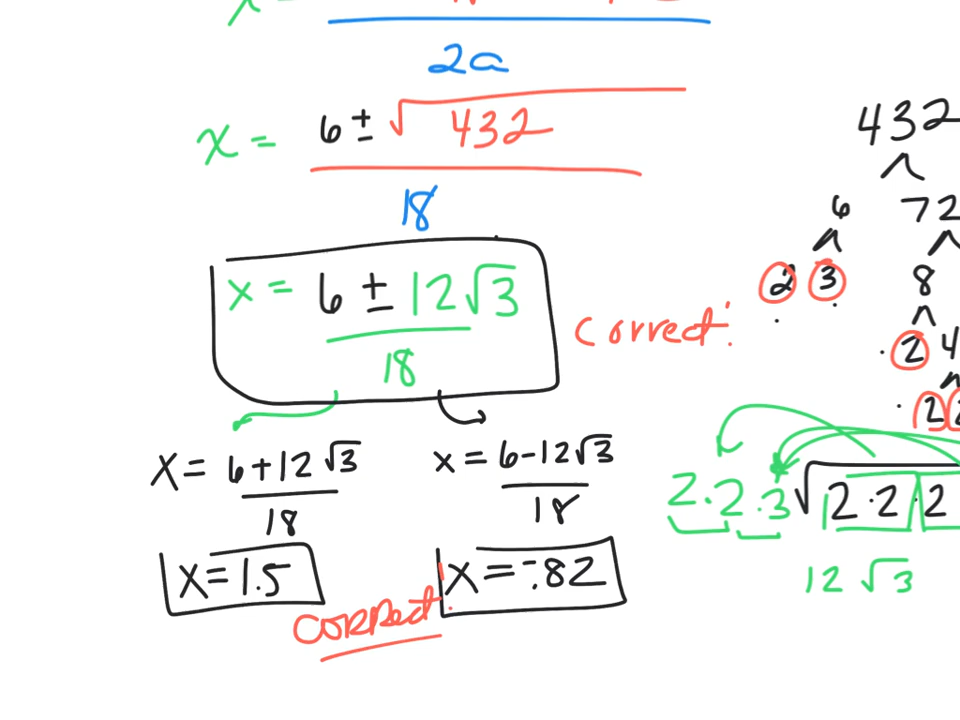 2a
x = 6 ± √432
18
x = 6 ± 12√3
18
correct!
x = 6+12√3
18
x = 6-12√3
18
x = 1.5
x = -.82
correct
432
6 72
2 3 8
2 4
2
2·2·3 √2·2·2
12√3